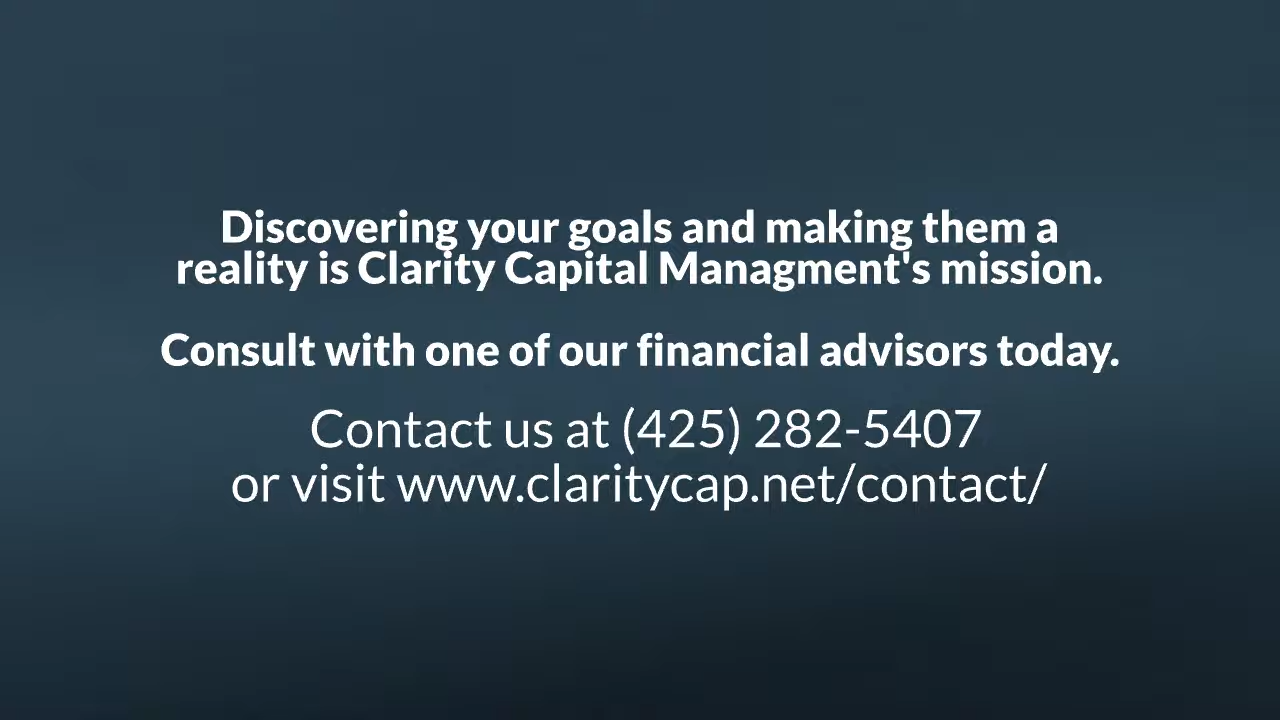 Discovering your goals and making them a
reality is Clarity Capital Managment's mission.
Consult with one of our financial advisors today.
Contact us at (425) 282-5407
or visit www.claritycap.net/contact/